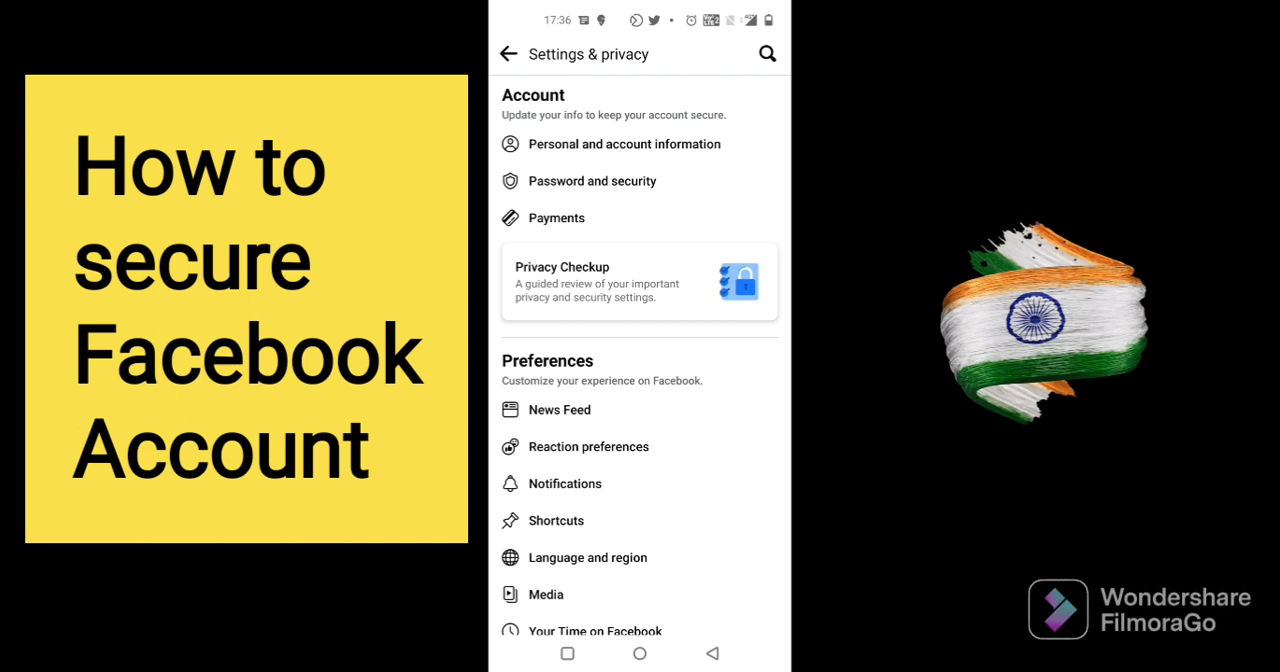 How to
secure
Facebook
Account
17:36
Settings & privacy
Account
Update your info to keep your account secure.
Personal and account information
Password and security
Payments
Privacy Checkup
A guided review of your important
privacy and security settings.
Preferences
Customize your experience on Facebook.
News Feed
Reaction preferences
Notifications
Shortcuts
Language and region
Media
Your Time on Facebook
Wondershare
FilmoraGo